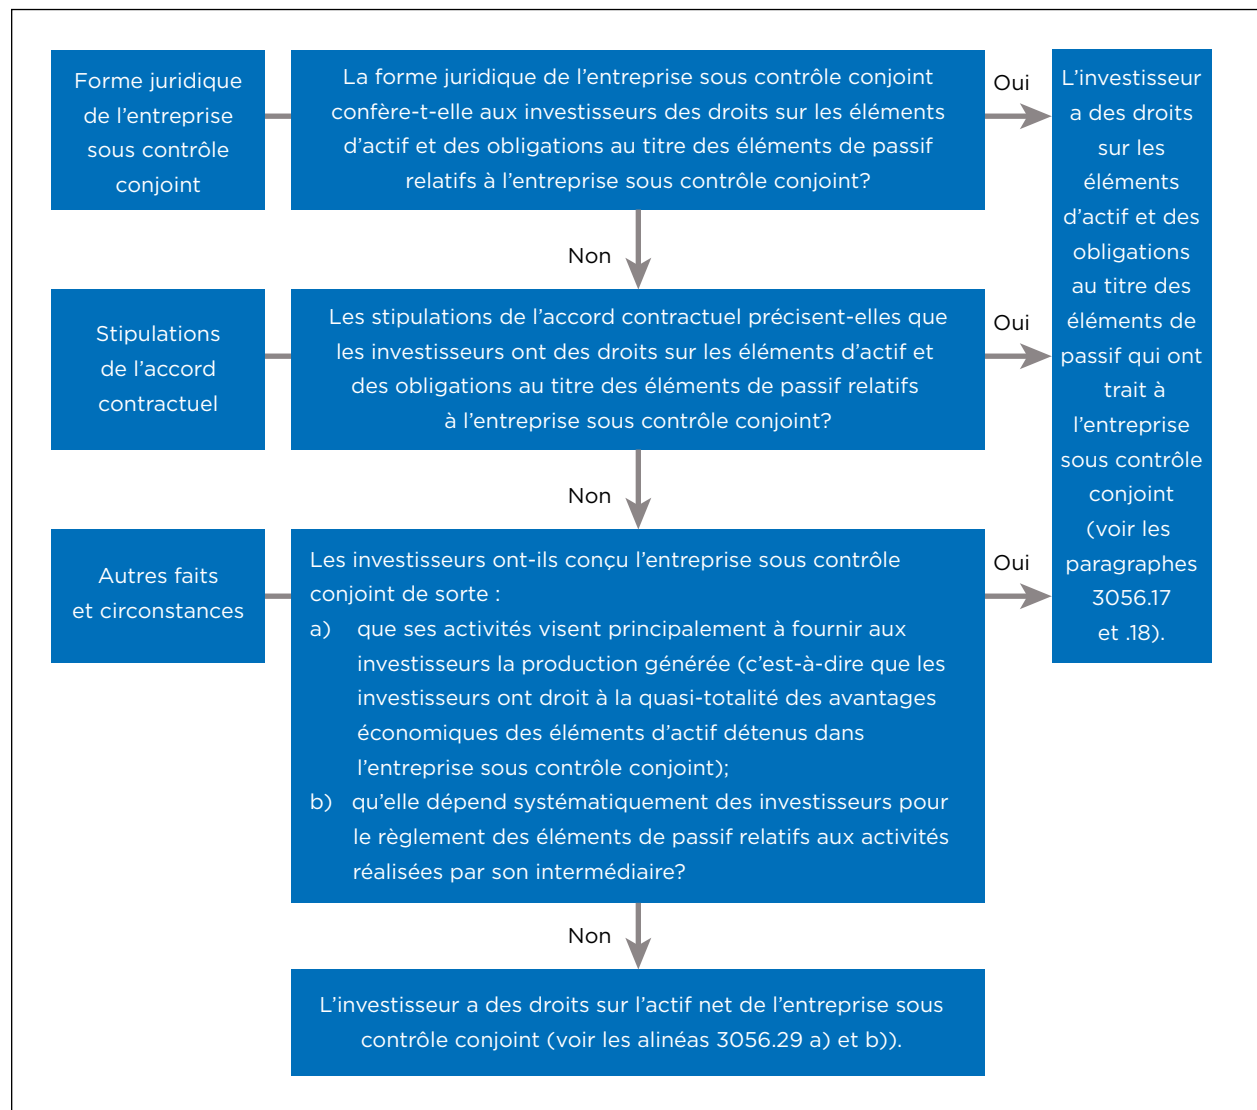 Forme juridique
de l'entreprise
sous contrôle
conjoint
La forme juridique de l'entreprise sous contrôle conjoint
confère-t-elle aux investisseurs des droits sur les éléments
d'actif et des obligations au titre des éléments de passif
relatifs à l'entreprise sous contrôle conjoint?
Oui
L'investisseur
a des droits
sur les
éléments
d'actif et des
obligations
au titre des
éléments de
passif qui ont
trait à
l'entreprise
sous contrôle
conjoint
(voir les
paragraphes
3056.17
et .18).
Non
Stipulations
de l'accord
contractuel
Les stipulations de l'accord contractuel précisent-elles que
les investisseurs ont des droits sur les éléments d'actif et
des obligations au titre des éléments de passif relatifs
à l'entreprise sous contrôle conjoint?
Oui
Non
Autres faits
et circonstances
Les investisseurs ont-ils conçu l'entreprise sous contrôle
conjoint de sorte :
a) que ses activités visent principalement à fournir aux
investisseurs la production générée (c'est-à-dire que les
investisseurs ont droit à la quasi-totalité des avantages
économiques des éléments d'actif détenus dans
l'entreprise sous contrôle conjoint);
b) qu'elle dépend systématiquement des investisseurs pour
le règlement des éléments de passif relatifs aux activités
réalisées par son intermédiaire?
Oui
Non
L'investisseur a des droits sur l'actif net de l'entreprise sous
contrôle conjoint (voir les alinéas 3056.29 a) et b)).